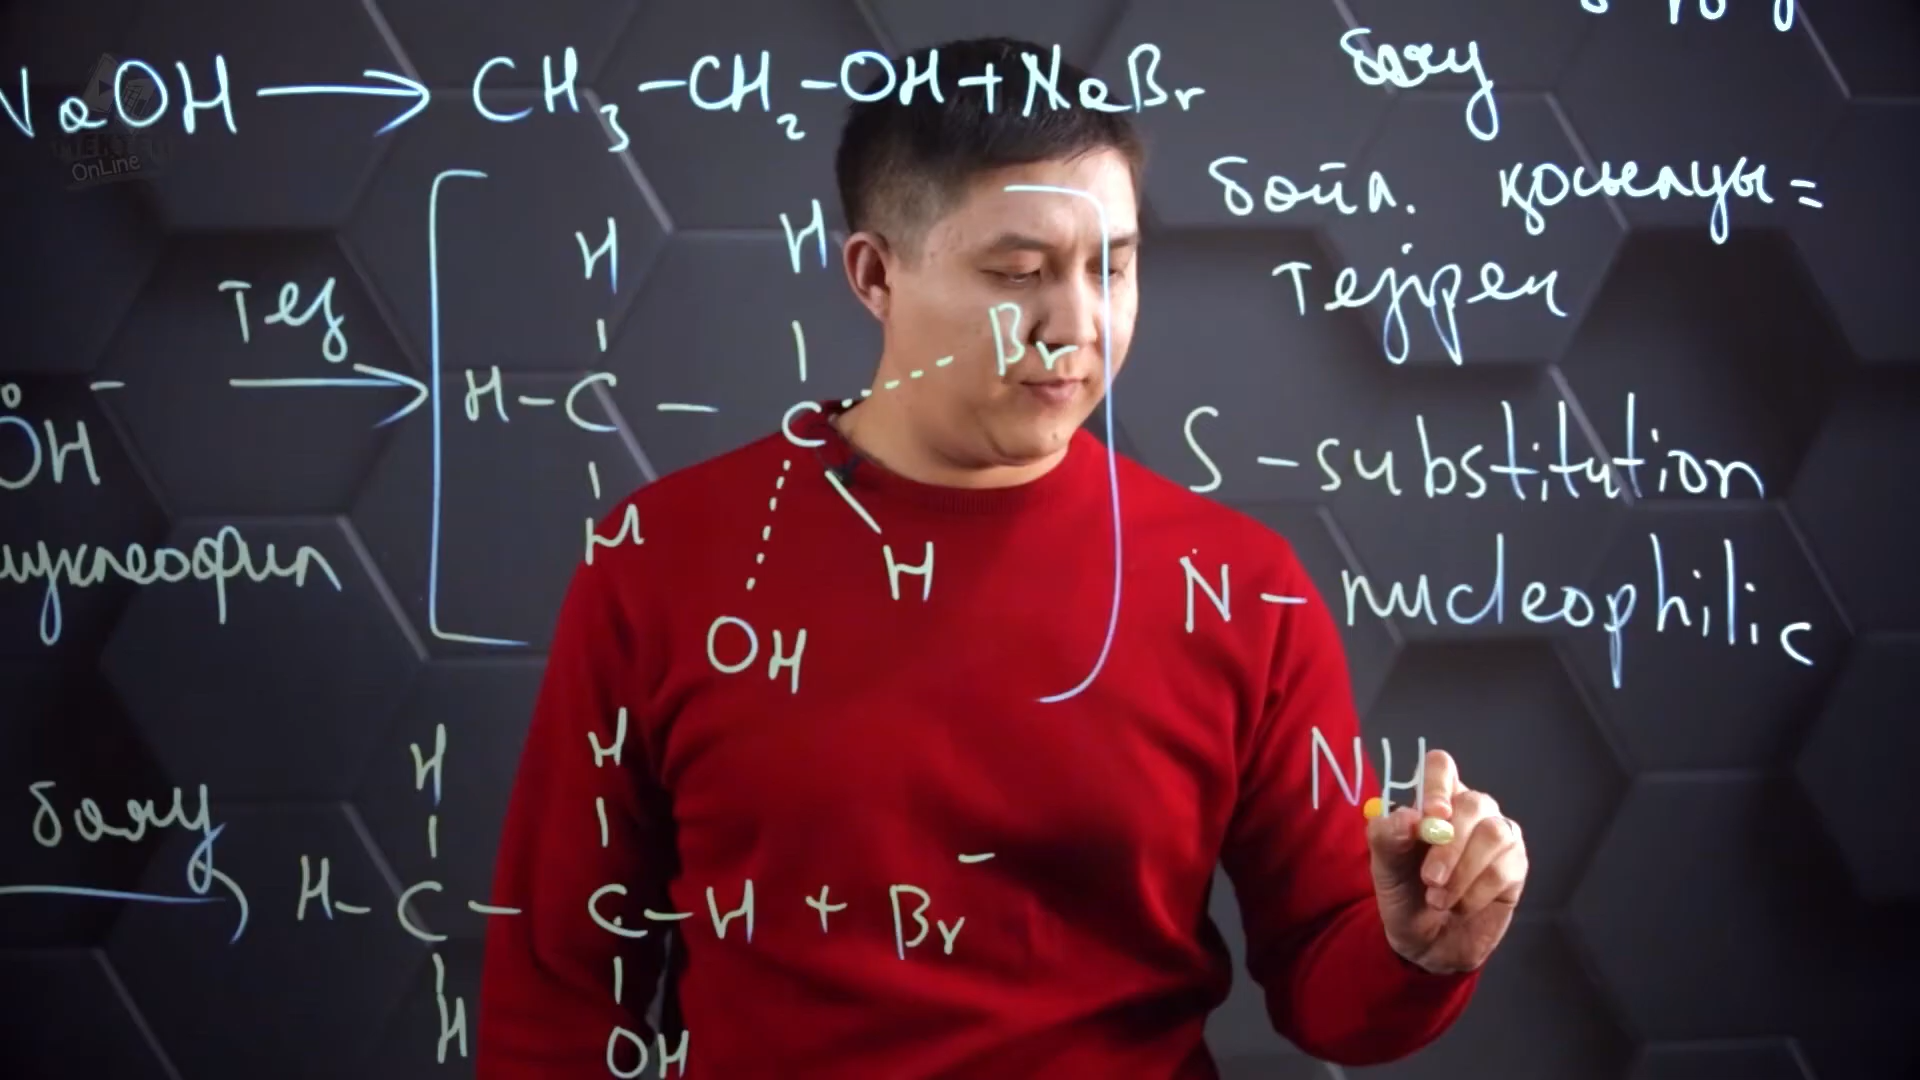 NaOH → CH3-CH2-OH + NaBr
баяу
байл. қосылуы =
тезірек
тез
H H
H-C-C Br
H H
OH
OH -
нуклеофил
S - substitution
N - nucleophilic
NH
баяу
H H
H-C-C-H + Br -
H OH
OnLine